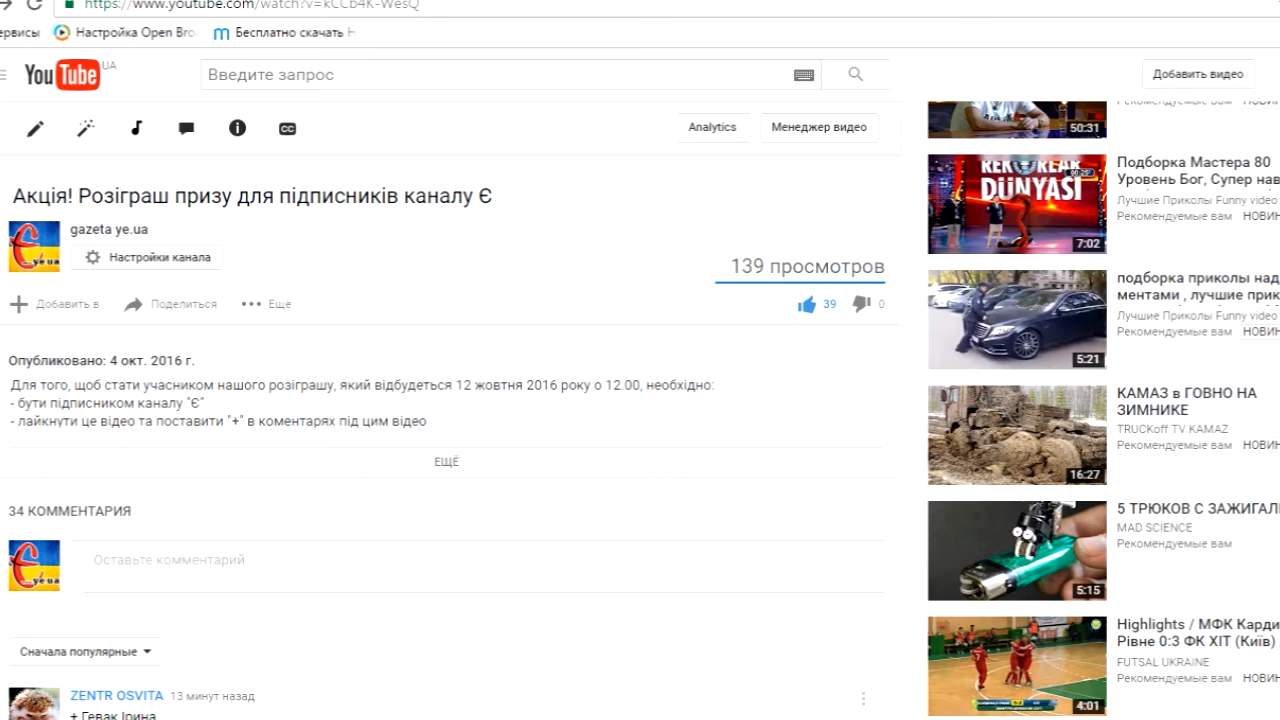 https://www.youtube.com/watch?v=kCCb4K-WesQ
ервисы
Настройка Open Bro
Бесплатно скачать
YouTube UA
Введите запрос
Добавить видео
Analytics
Менеджер видео
Акція! Розіграш призу для підписників каналу Є
gazeta ye.ua
Настройки канала
139 просмотров
Добавить в
Поделиться
Еще
39
0
Опубликовано: 4 окт. 2016 г.
Для того, щоб стати учасником нашого розіграшу, який відбудеться 12 жовтня 2016 року о 12.00, необхідно:
- бути підписником каналу "Є"
- лайкнути це відео та поставити "+" в коментарях під цим відео
ЕЩЁ
34 КОММЕНТАРИЯ
Оставьте комментарий
Сначала популярные
ZENTR OSVITA 13 минут назад
+ Гевак Ірина
50:31
Рекомендуемые вам НОВИН
REKORLAR
DÜNYASI
7:02
Подборка Мастера 80
Уровень Бог, Супер нав
Лучшие Приколы Funny video
Рекомендуемые вам НОВИН
5:21
подборка приколы над
ментами , лучшие прик
Лучшие Приколы Funny video
Рекомендуемые вам НОВИН
16:27
КАМАЗ в ГОВНО НА
ЗИМНИКЕ
TRUCKoff TV KAMAZ
Рекомендуемые вам НОВИН
5:15
5 ТРЮКОВ С ЗАЖИГАЛ
MAD SCIENCE
Рекомендуемые вам
4:01
Highlights / МФК Карди
Рівне 0:3 ФК ХІТ (Київ)
FUTSAL UKRAINE
Рекомендуемые вам НОВИН